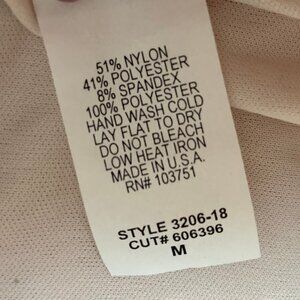 51% NYLON
41% POLYESTER
8% SPANDEX
100% POLYESTER
HAND WASH COLD
LAY FLAT TO DRY
DO NOT BLEACH
LOW HEAT IRON
MADE IN U.S.A.
RN# 103751
STYLE 3206-18
CUT# 606396
M